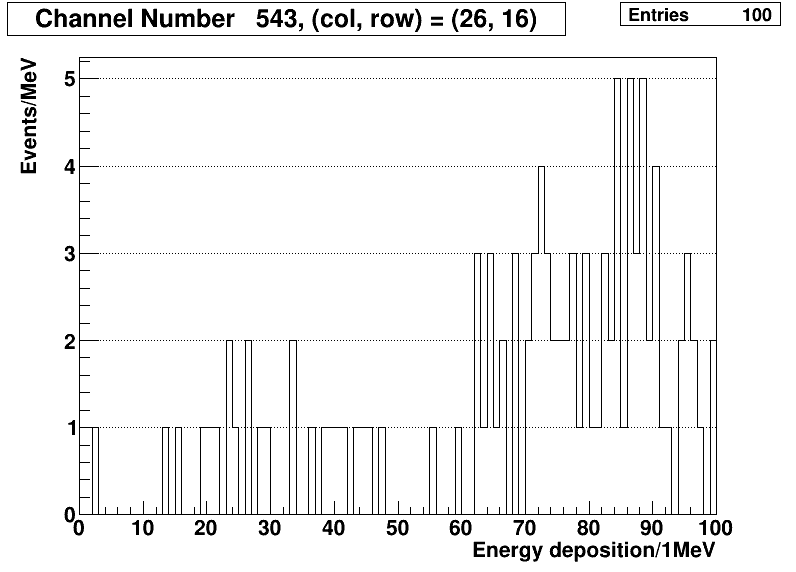 Channel Number 543, (col, row) = (26, 16)
Entries 100
Events/MeV
5
4
3
2
1
0
0 10 20 30 40 50 60 70 80 90 100
Energy deposition/1MeV